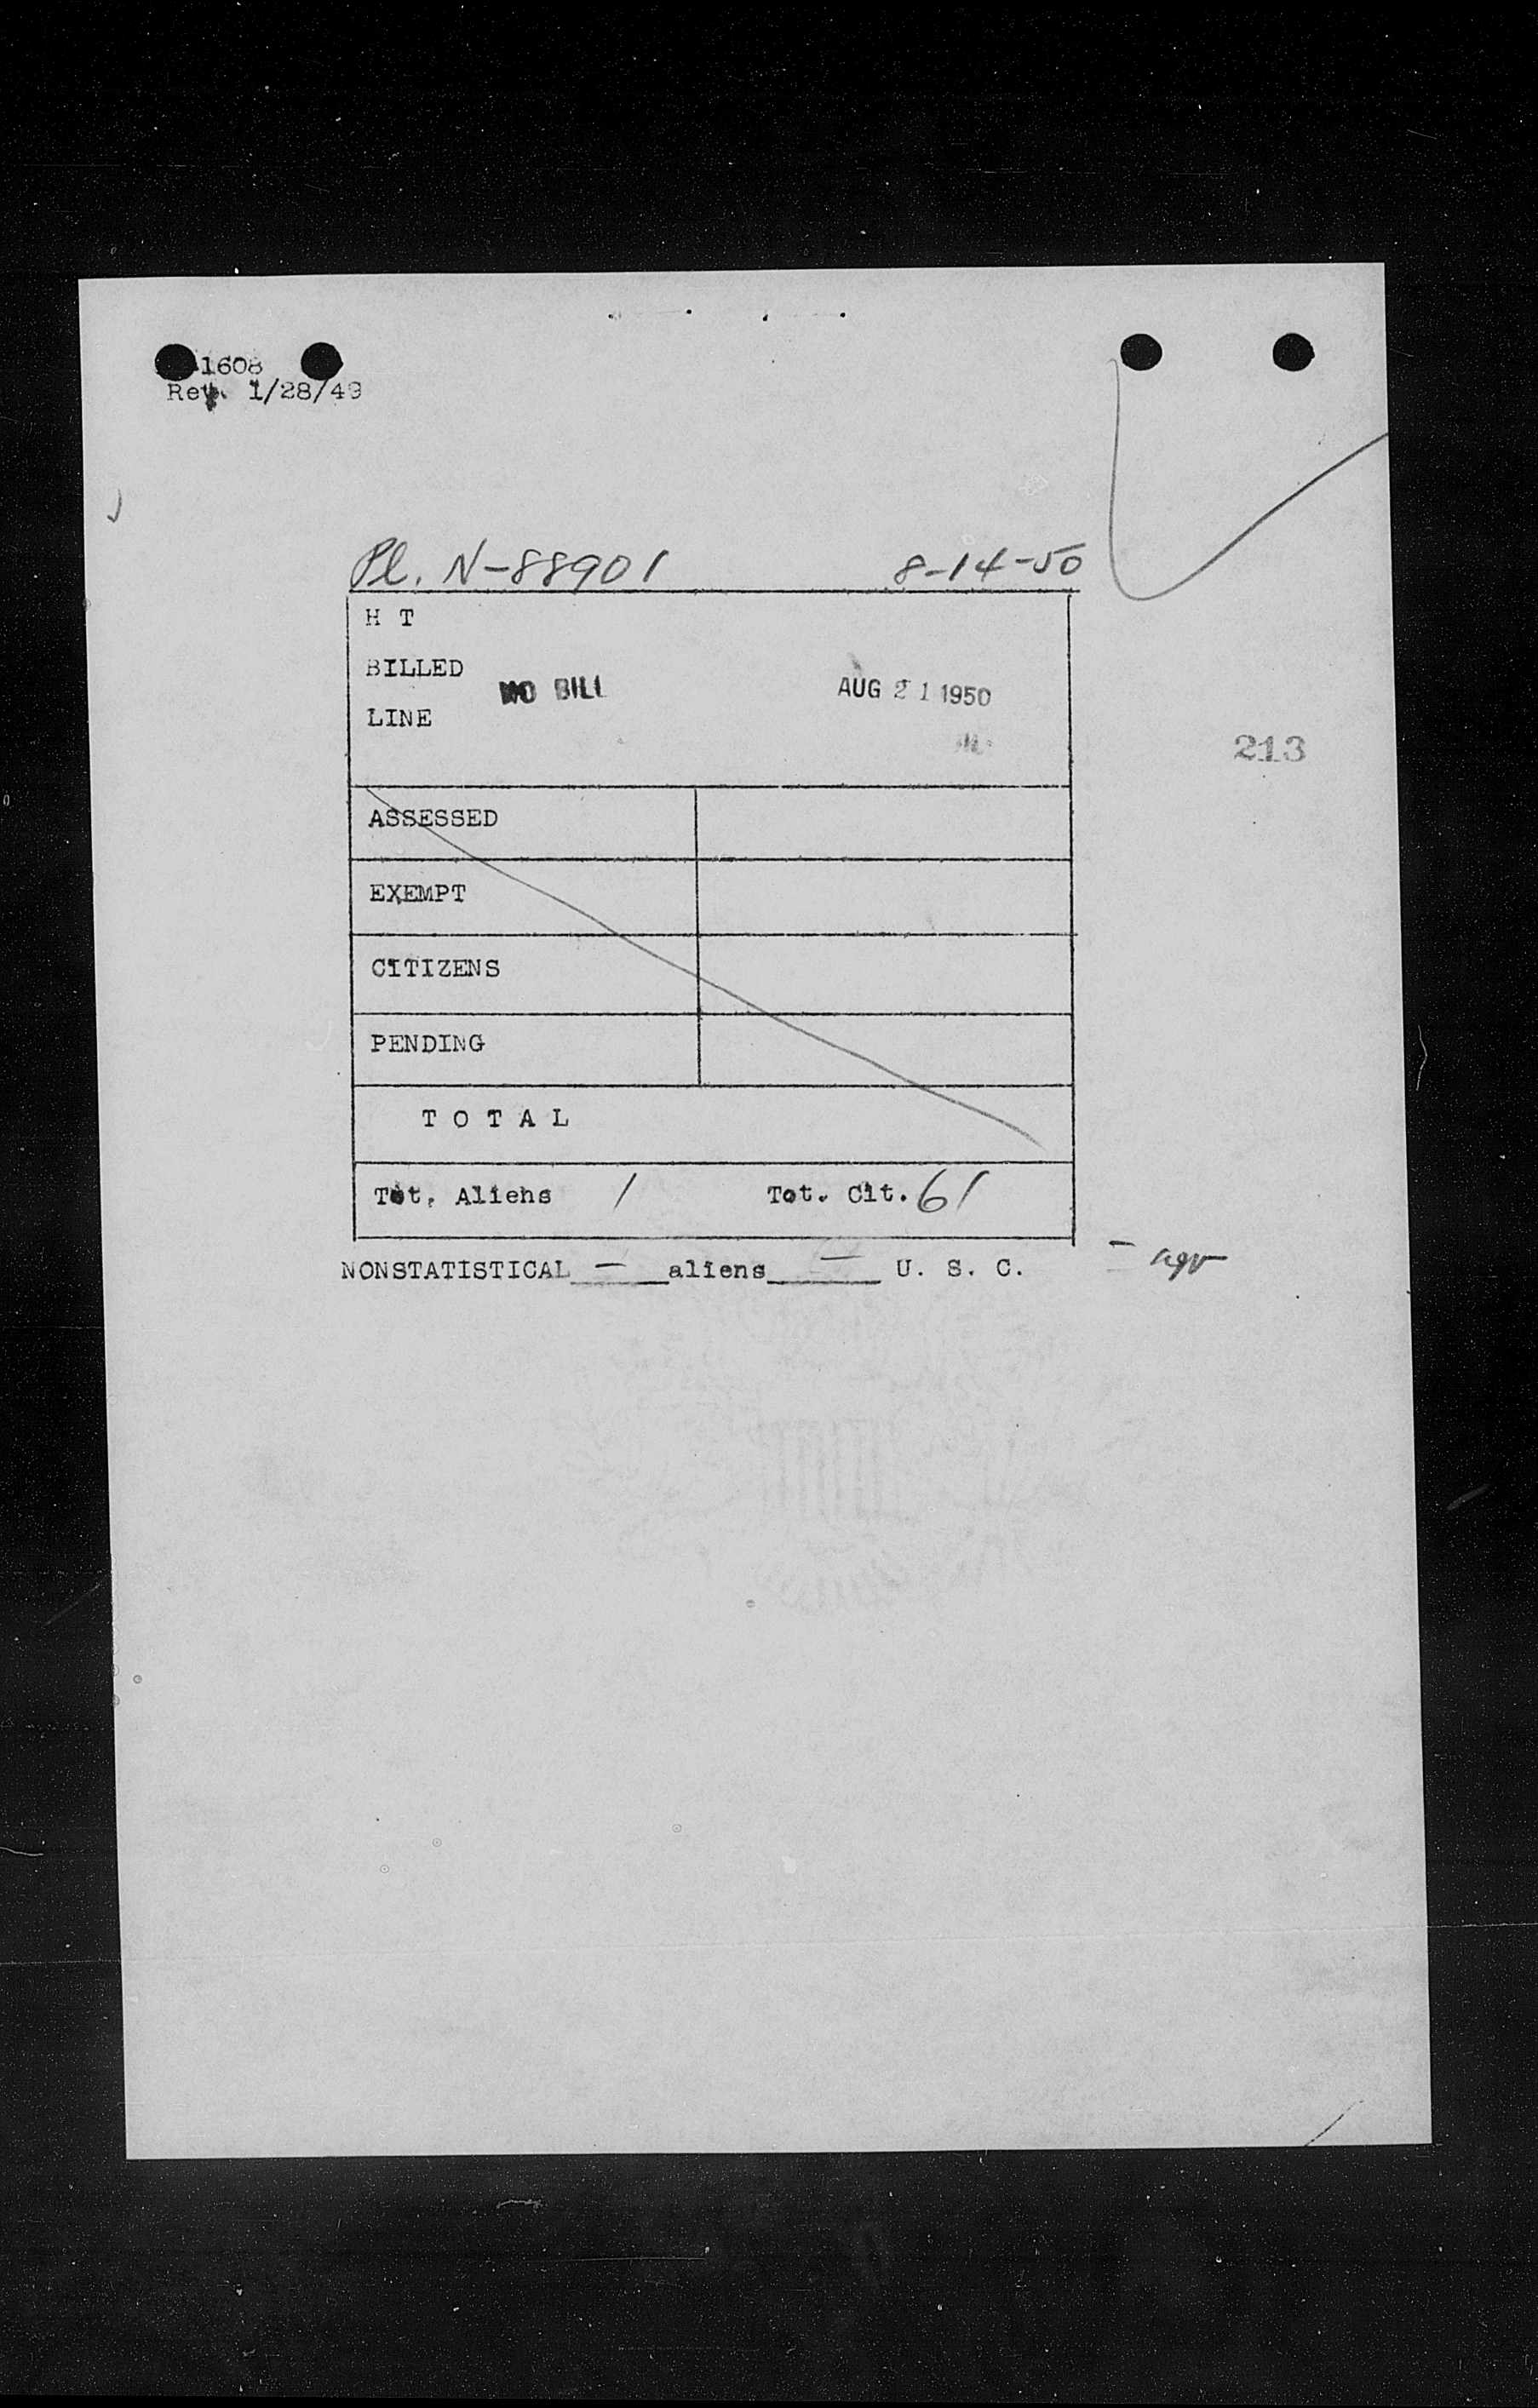 1608
Rev. 1/28/49
Pl. N-88901 8-14-50
H T
BILLED
NO BILL AUG 21 1950
LINE
213
ASSESSED
EXEMPT
CITIZENS
PENDING
T O T A L
Tot. Aliens 1 Tot. Cit. 61
NONSTATISTICAL — aliens — U. S. C. –